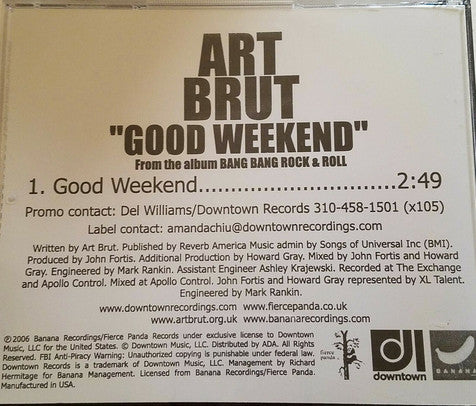 ART
BRUT
"GOOD WEEKEND"
From the album BANG BANG ROCK & ROLL
1. Good Weekend..............................2:49
Promo contact: Del Williams/Downtown Records 310-458-1501 (x105)
Label contact: amandachiu@downtownrecordings.com
Written by Art Brut. Published by Reverb America Music admin by Songs of Universal Inc (BMI).
Produced by John Fortis. Additional Production by Howard Gray. Mixed by John Fortis and Howard
Gray. Engineered by Mark Rankin. Assistant Engineer Ashley Krajewski. Recorded at The Exchange
and Apollo Control. Mixed at Apollo Control. John Fortis and Howard Gray represented by XL Talent.
Engineered by Mark Rankin.
www.downtownrecordings.com www.fiercepanda.co.uk
www.artbrut.org.uk www.bananarecordings.com
℗2006 Banana Recordings/Fierce Panda Records under exclusive license to Downtown
Music, LLC for the United States. © Downtown Music, LLC. Distributed by ADA. All Rights
Reserved. FBI Anti-Piracy Warning: Unauthorized copying is punishable under federal law.
Downtown Records is a trademark of Downtown Music, LLC. Management by Richard
Hermitage for Banana Management. Licensed from Banana Recordings/Fierce Panda.
Manufactured in USA.
fierce panda
downtown
BANANA